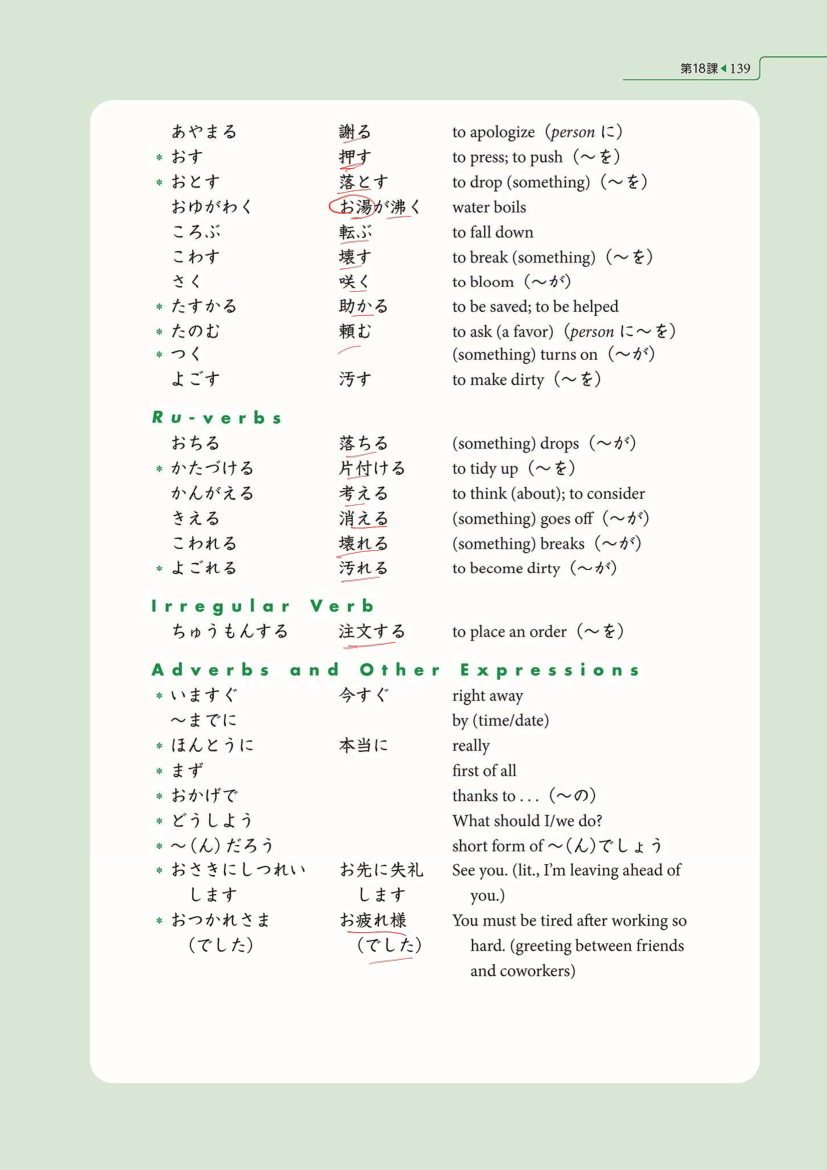 第18課◀139
あやまる 謝る to apologize (person に)
* おす 押す to press; to push (～を)
* おとす 落とす to drop (something) (～を)
おゆがわく お湯が沸く water boils
ころぶ 転ぶ to fall down
こわす 壊す to break (something) (～を)
さく 咲く to bloom (～が)
* たすかる 助かる to be saved; to be helped
* たのむ 頼む to ask (a favor) (person に～を)
* つく (something) turns on (～が)
よごす 汚す to make dirty (～を)
Ru-verbs
おちる 落ちる (something) drops (～が)
* かたづける 片付ける to tidy up (～を)
かんがえる 考える to think (about); to consider
きえる 消える (something) goes off (～が)
こわれる 壊れる (something) breaks (～が)
* よごれる 汚れる to become dirty (～が)
Irregular Verb
ちゅうもんする 注文する to place an order (～を)
Adverbs and Other Expressions
* いますぐ 今すぐ right away
～までに by (time/date)
* ほんとうに 本当に really
* まず first of all
* おかげで thanks to . . . (～の)
* どうしよう What should I/we do?
* ～(ん)だろう short form of ～(ん)でしょう
* おさきにしつれい お先に失礼 See you. (lit., I'm leaving ahead of
します します you.)
* おつかれさま お疲れ様 You must be tired after working so
(でした) (でした) hard. (greeting between friends
and coworkers)